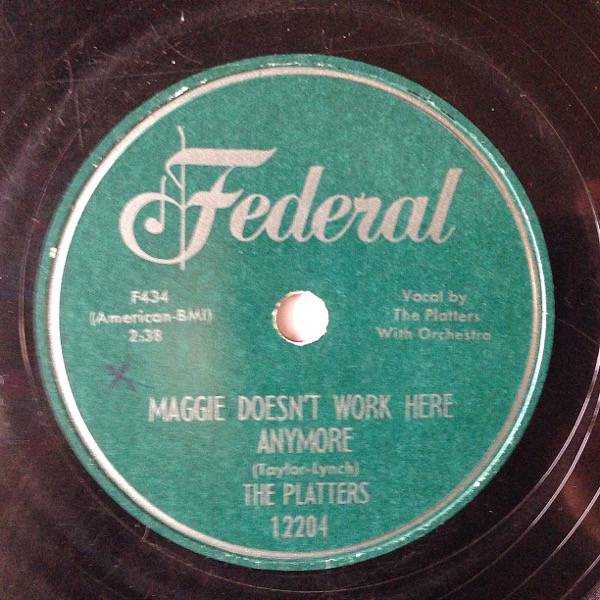 Federal
F434
(American-BMI)
2:38
Vocal by
The Platters
With Orchestra
MAGGIE DOESN'T WORK HERE
ANYMORE
(Taylor-Lynch)
THE PLATTERS
12204